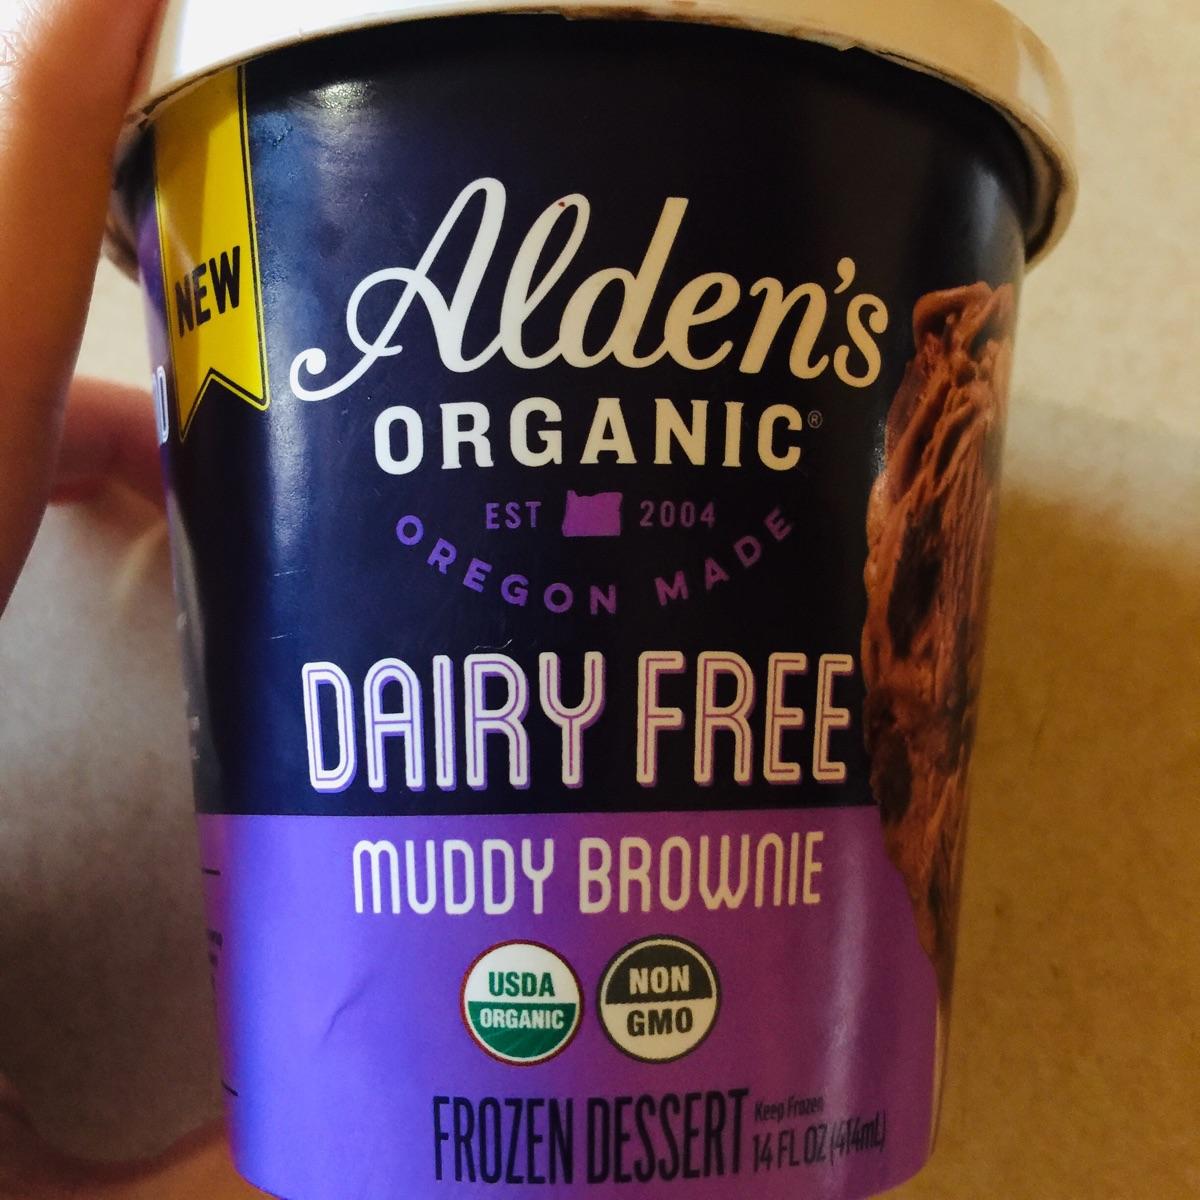 NEW
Alden's
ORGANIC®
EST 2004
OREGON MADE
DAIRY FREE
MUDDY BROWNIE
USDA
ORGANIC
NON
GMO
FROZEN DESSERT
Keep Frozen
14 FL OZ (414mL)